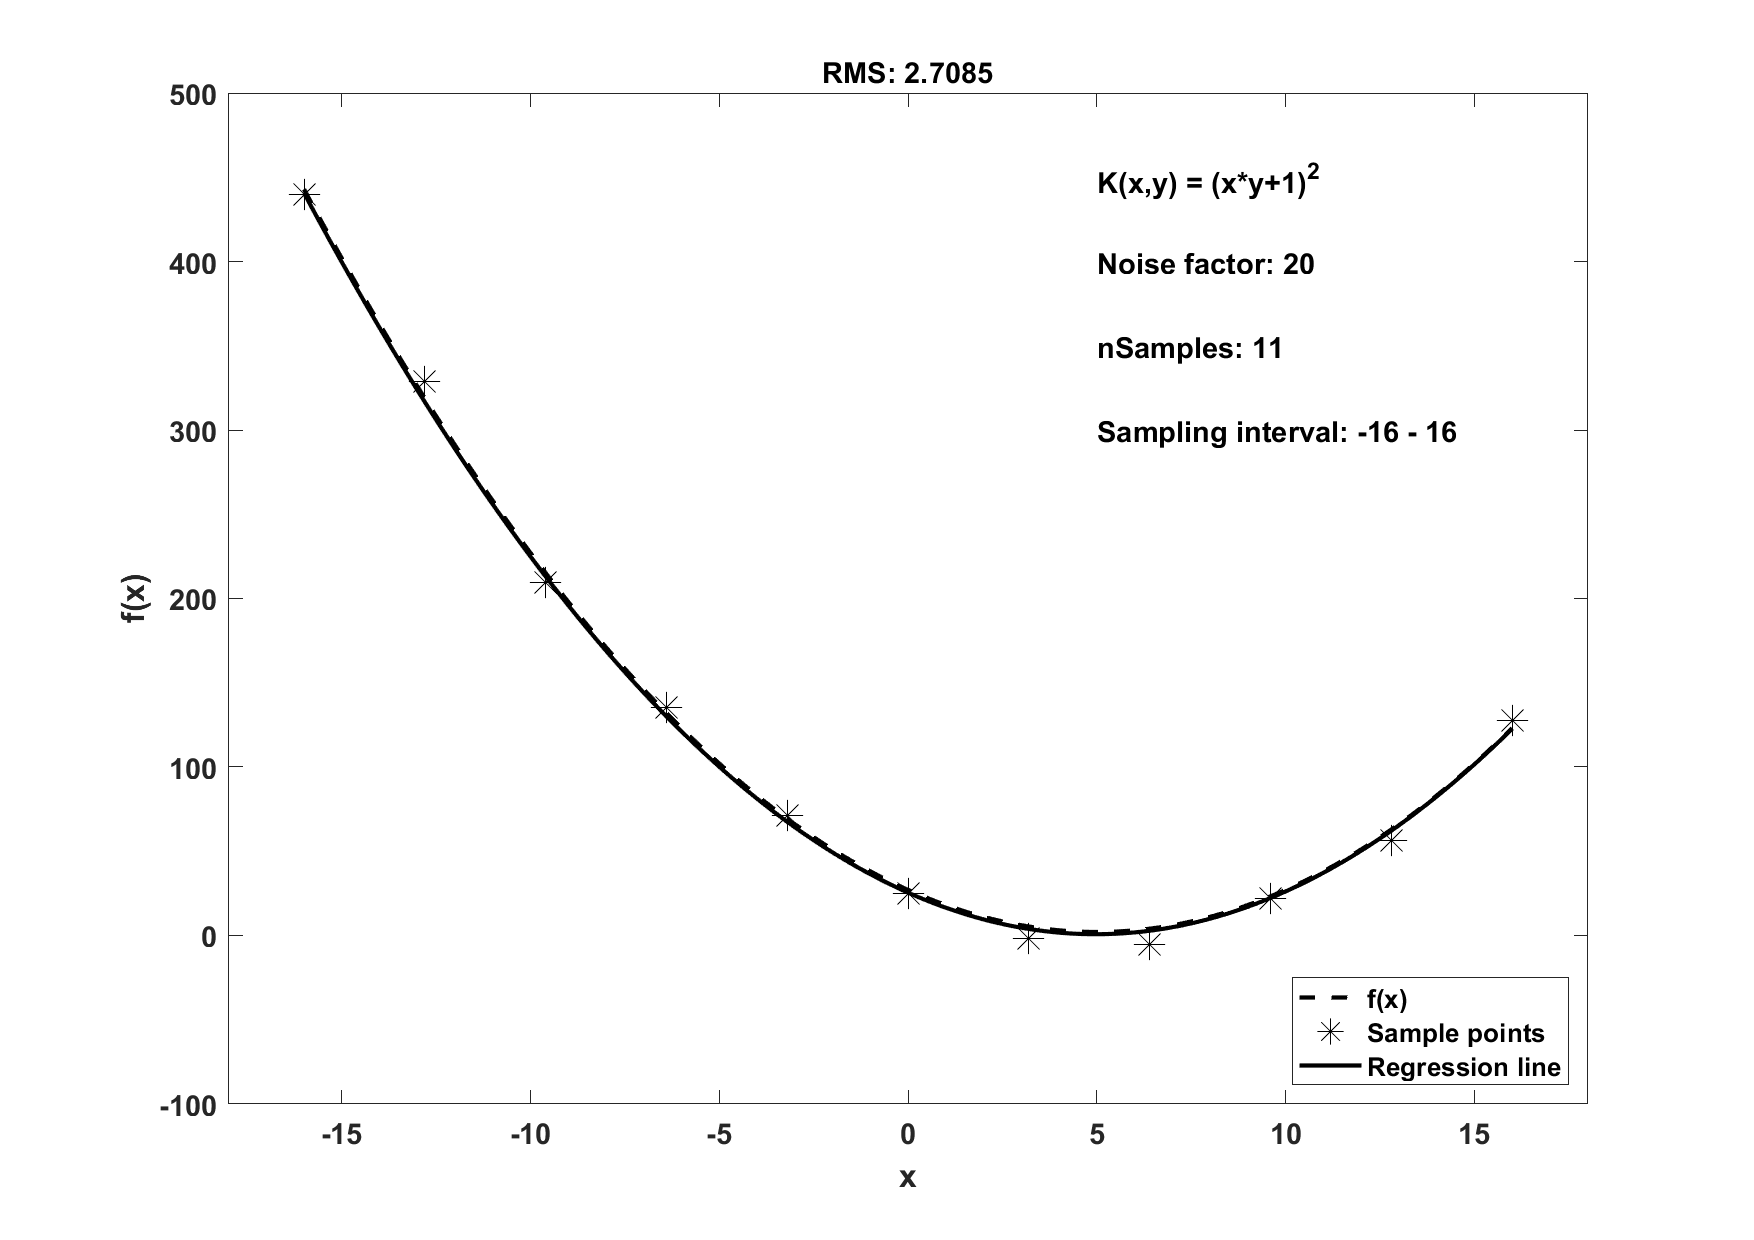 RMS: 2.7085
500
400
300
200
100
0
-100
f(x)
K(x,y) = (x*y+1)^2
Noise factor: 20
nSamples: 11
Sampling interval: -16 - 16
f(x)
Sample points
Regression line
-15 -10 -5 0 5 10 15
x